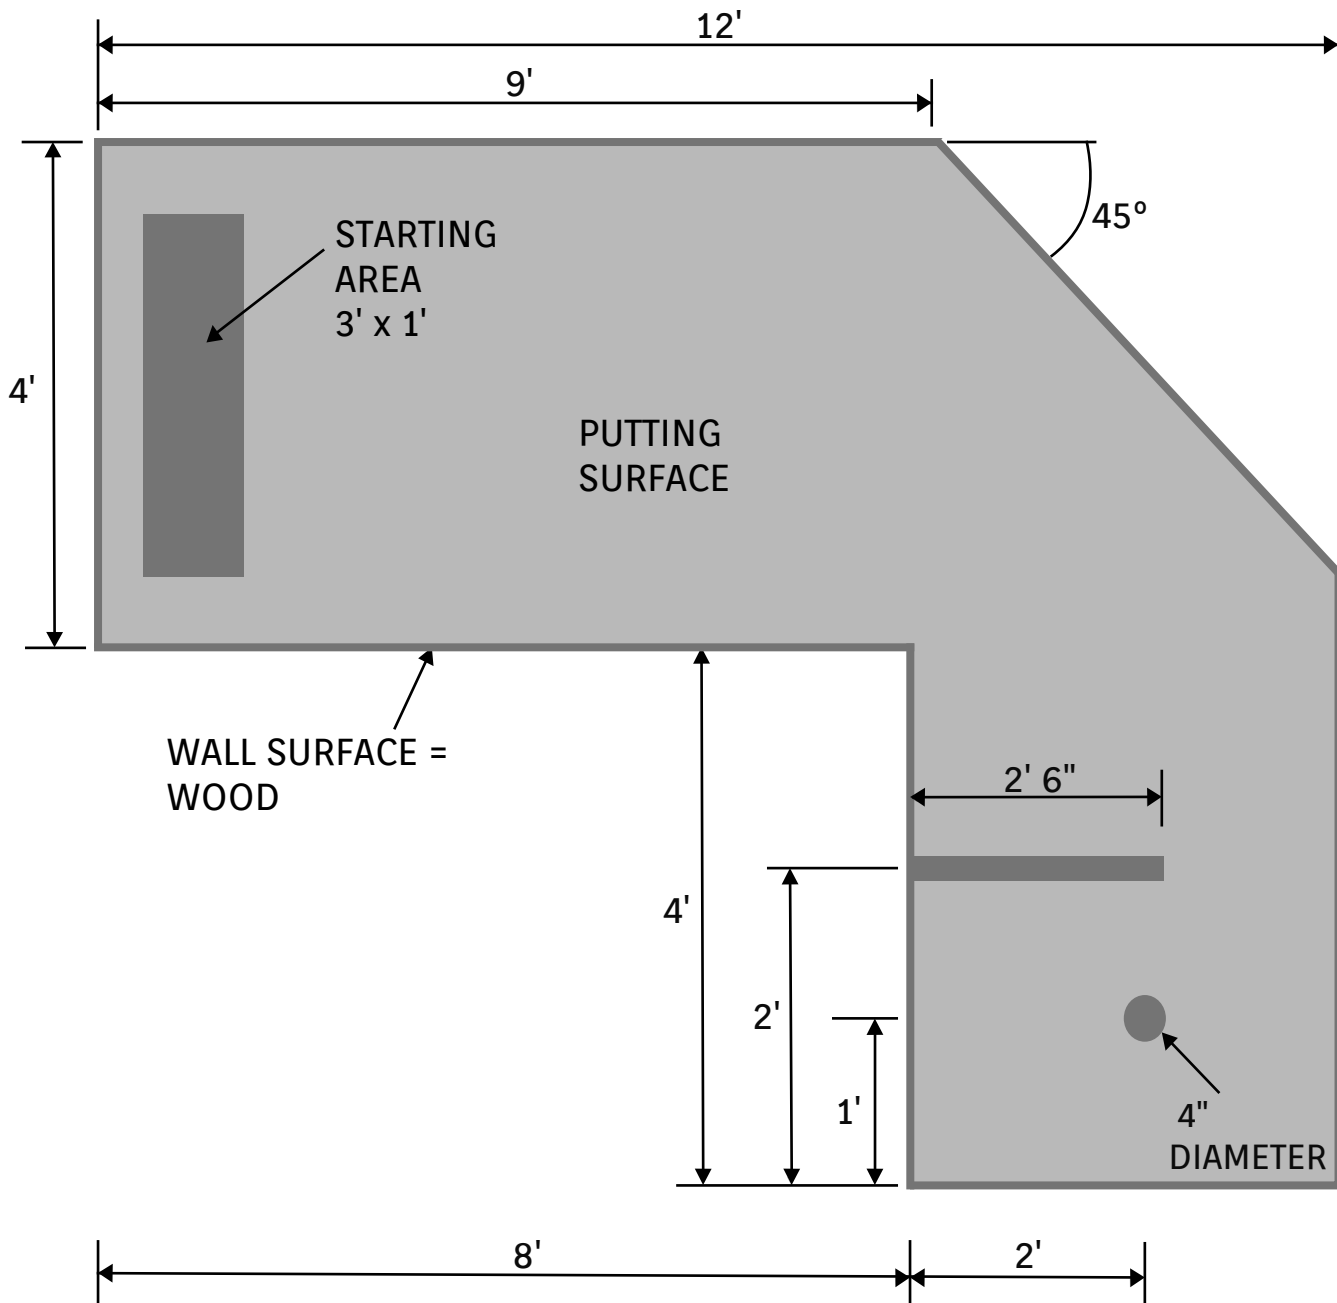 12'
9'
45º
STARTING
AREA
3' x 1'
4'
PUTTING
SURFACE
WALL SURFACE =
WOOD
2' 6"
4'
2'
1'
4"
DIAMETER
8'
2'